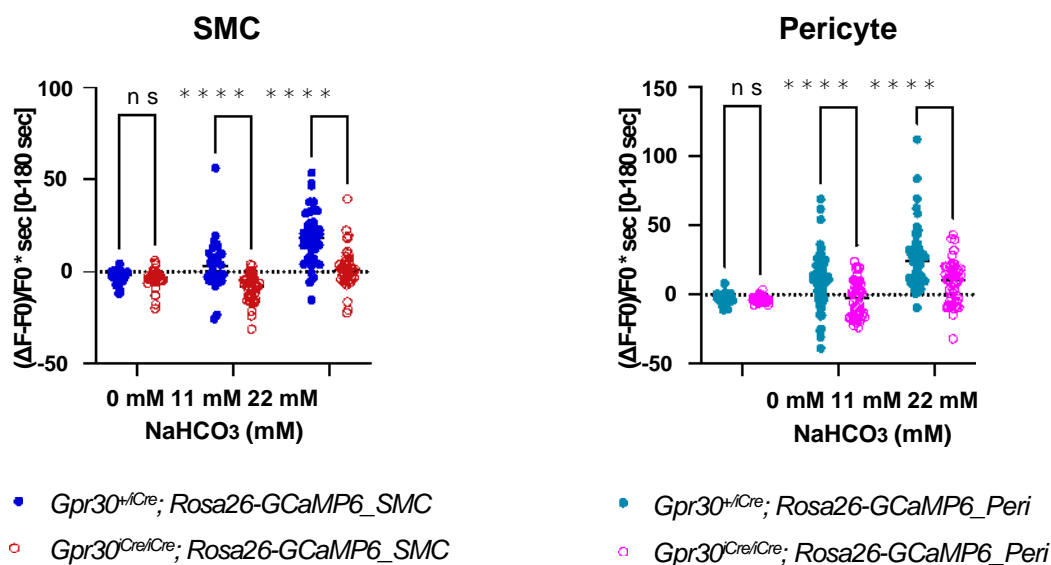 SMC
Pericyte
(ΔF-F0)/F0 * sec [0-180 sec]
100
50
0
-50
n s
＊＊＊＊
＊＊＊＊
0 mM 11 mM 22 mM
NaHCO3 (mM)
(ΔF-F0)/F0 * sec [0-180 sec]
150
100
50
0
-50
n s
＊＊＊＊
＊＊＊＊
0 mM 11 mM 22 mM
NaHCO3 (mM)
Gpr30+/iCre; Rosa26-GCaMP6_SMC
Gpr30iCre/iCre; Rosa26-GCaMP6_SMC
Gpr30+/iCre; Rosa26-GCaMP6_Peri
Gpr30iCre/iCre; Rosa26-GCaMP6_Peri